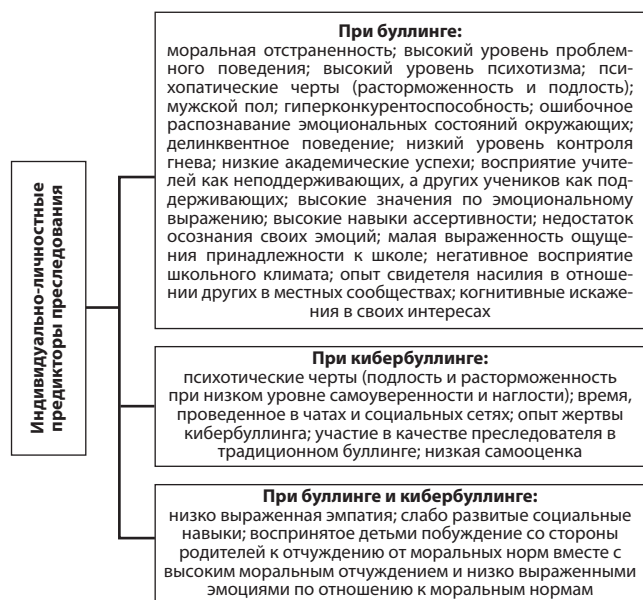 Индивидуально-личностные
предикторы преследования
При буллинге:
моральная отстраненность; высокий уровень проблем-
ного поведения; высокий уровень психотизма; пси-
хопатические черты (расторможенность и подлость);
мужской пол; гиперконкурентоспособность; ошибочное
распознавание эмоциональных состояний окружающих;
делинквентное поведение; низкий уровень контроля
гнева; низкие академические успехи; восприятие учите-
лей как неподдерживающих, а других учеников как под-
держивающих; высокие значения по эмоциональному
выражению; высокие навыки ассертивности; недостаток
осознания своих эмоций; малая выраженность ощуще-
ния принадлежности к школе; негативное восприятие
школьного климата; опыт свидетеля насилия в отноше-
нии других в местных сообществах; когнитивные искаже-
ния в своих интересах
При кибербуллинге:
психотические черты (подлость и расторможенность
при низком уровне самоуверенности и наглости); время,
проведенное в чатах и социальных сетях; опыт жертвы
кибербуллинга; участие в качестве преследователя в
традиционном буллинге; низкая самооценка
При буллинге и кибербуллинге:
низко выраженная эмпатия; слабо развитые социальные
навыки; воспринятое детьми побуждение со стороны
родителей к отчуждению от моральных норм вместе с
высоким моральным отчуждением и низко выраженными
эмоциями по отношению к моральным нормам